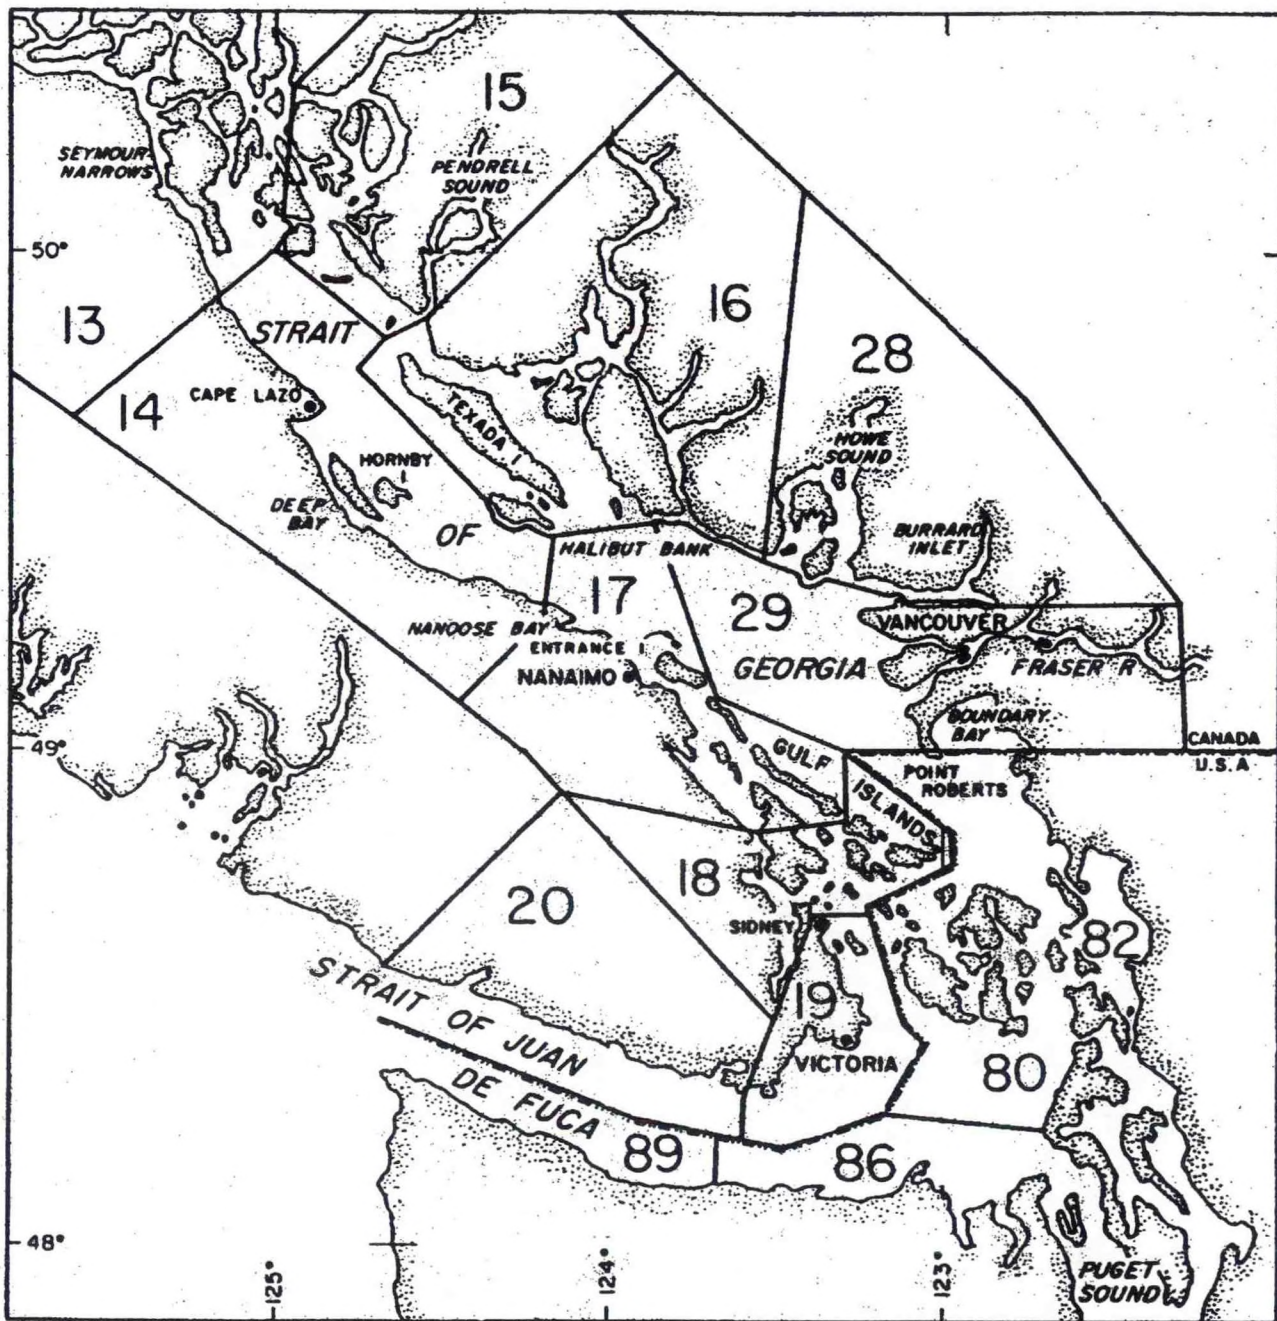 15
SEYMOUR
NARROWS
PENDRELL
SOUND
50°
13
STRAIT
16
28
14
CAPE LAZO
TEXADA I
HOWE
SOUND
HORNBY
I
DEEP
BAY
OF
BURRARD
INLET
HALIBUT BANK
17
29
VANCOUVER
NANOOSE BAY
ENTRANCE I
NANAIMO
GEORGIA
FRASER R
BOUNDARY
BAY
49°
GULF
ISLANDS
CANADA
U.S.A
POINT
ROBERTS
18
20
SIDNEY
82
STRAIT OF JUAN
DE FUCA
19
VICTORIA
80
89
86
48°
125°
124°
123°
PUGET
SOUND